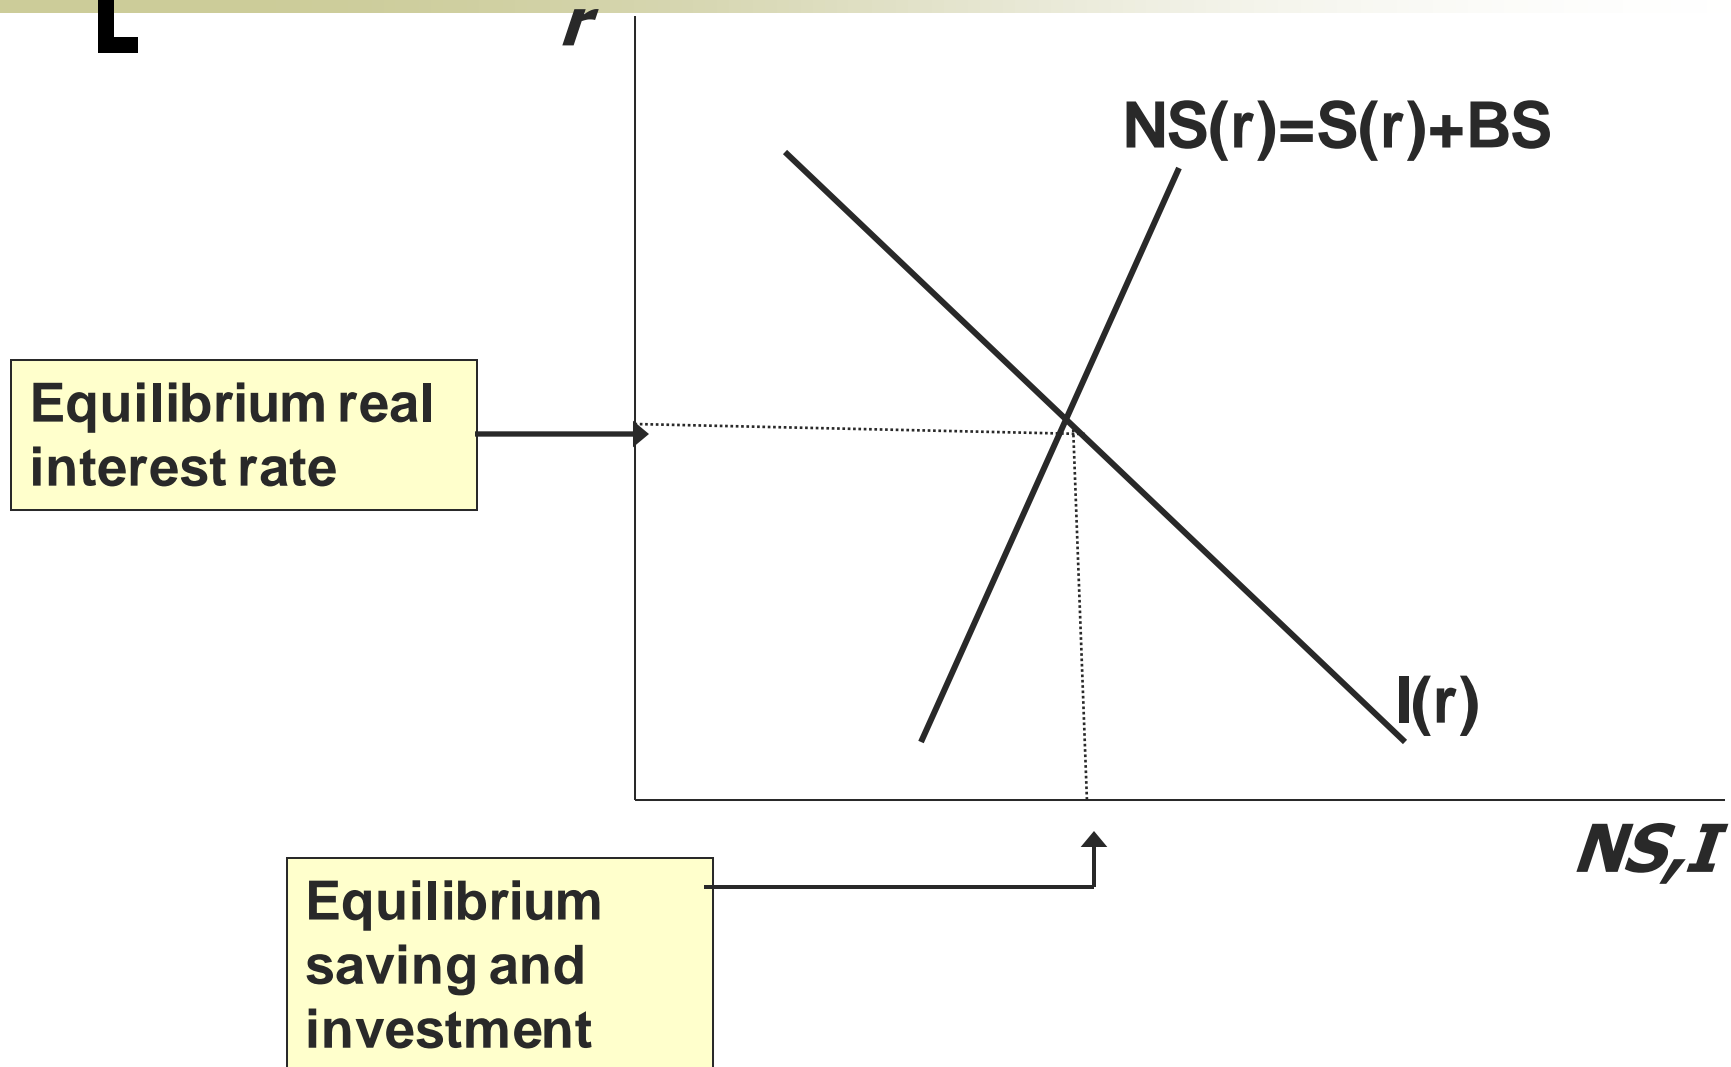 r
NS(r)=S(r)+BS
Equilibrium real
interest rate
I(r)
NS,I
Equilibrium
saving and
investment